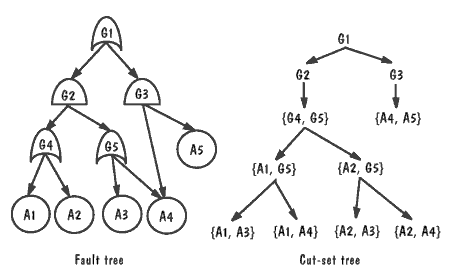 G1
G2
G3
G4
G5
A5
A1
A2
A3
A4
Fault tree
G1
G2
G3
{G4, G5}
{A4, A5}
{A1, G5}
{A2, G5}
{A1, A3}
{A1, A4}
{A2, A3}
{A2, A4}
Cut-set tree